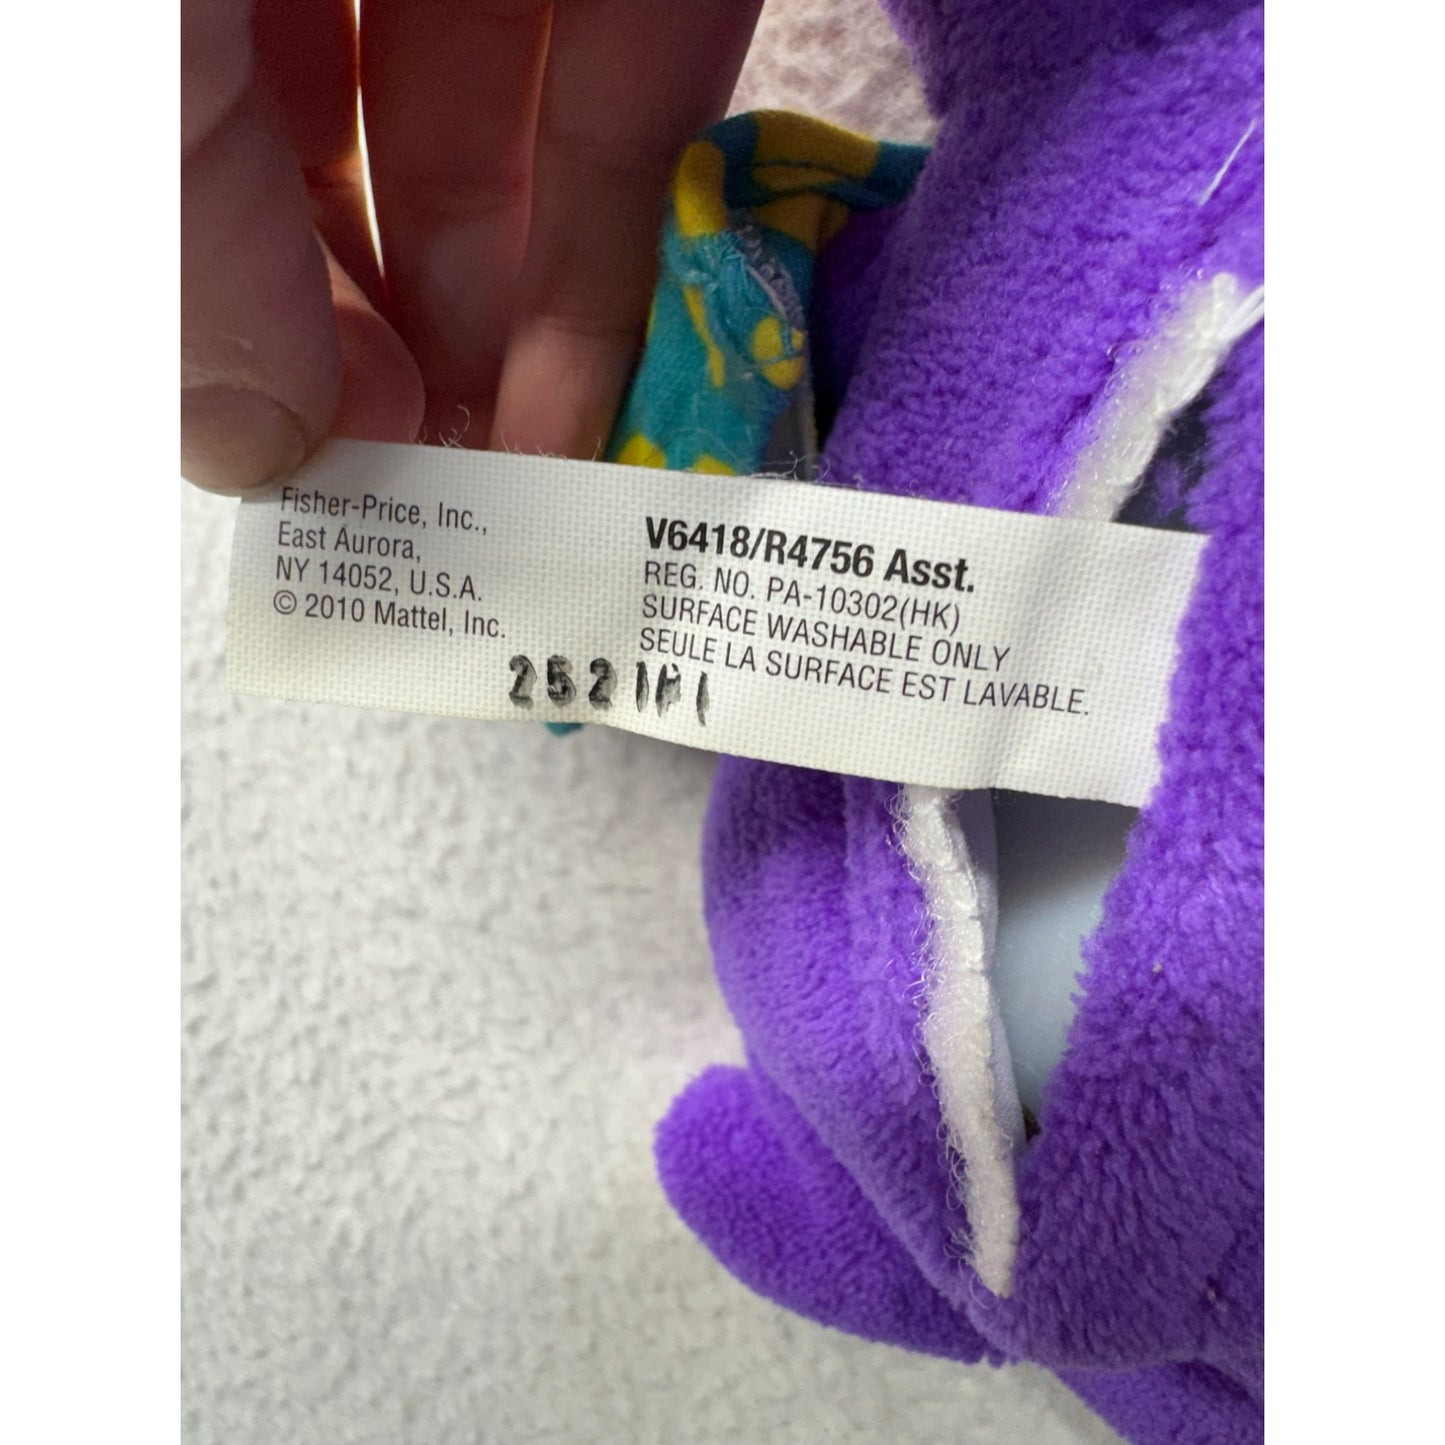 Fisher-Price, Inc.,
East Aurora,
NY 14052, U.S.A.
© 2010 Mattel, Inc.
V6418/R4756 Asst.
REG. NO. PA-10302(HK)
SURFACE WASHABLE ONLY
SEULE LA SURFACE EST LAVABLE.